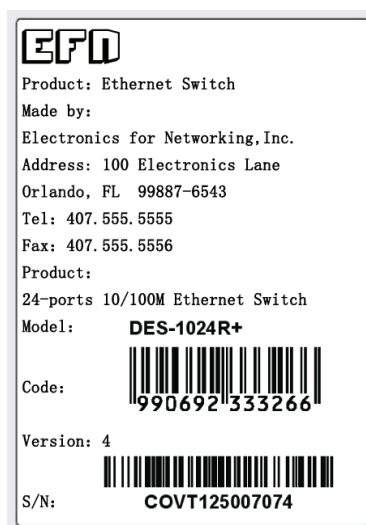 EFN
Product: Ethernet Switch
Made by:
Electronics for Networking, Inc.
Address: 100 Electronics Lane
Orlando, FL 99887-6543
Tel: 407.555.5555
Fax: 407.555.5556
Product:
24-ports 10/100M Ethernet Switch
Model: DES-1024R+
Code: 990692 333266
Version: 4
S/N: COVT125007074